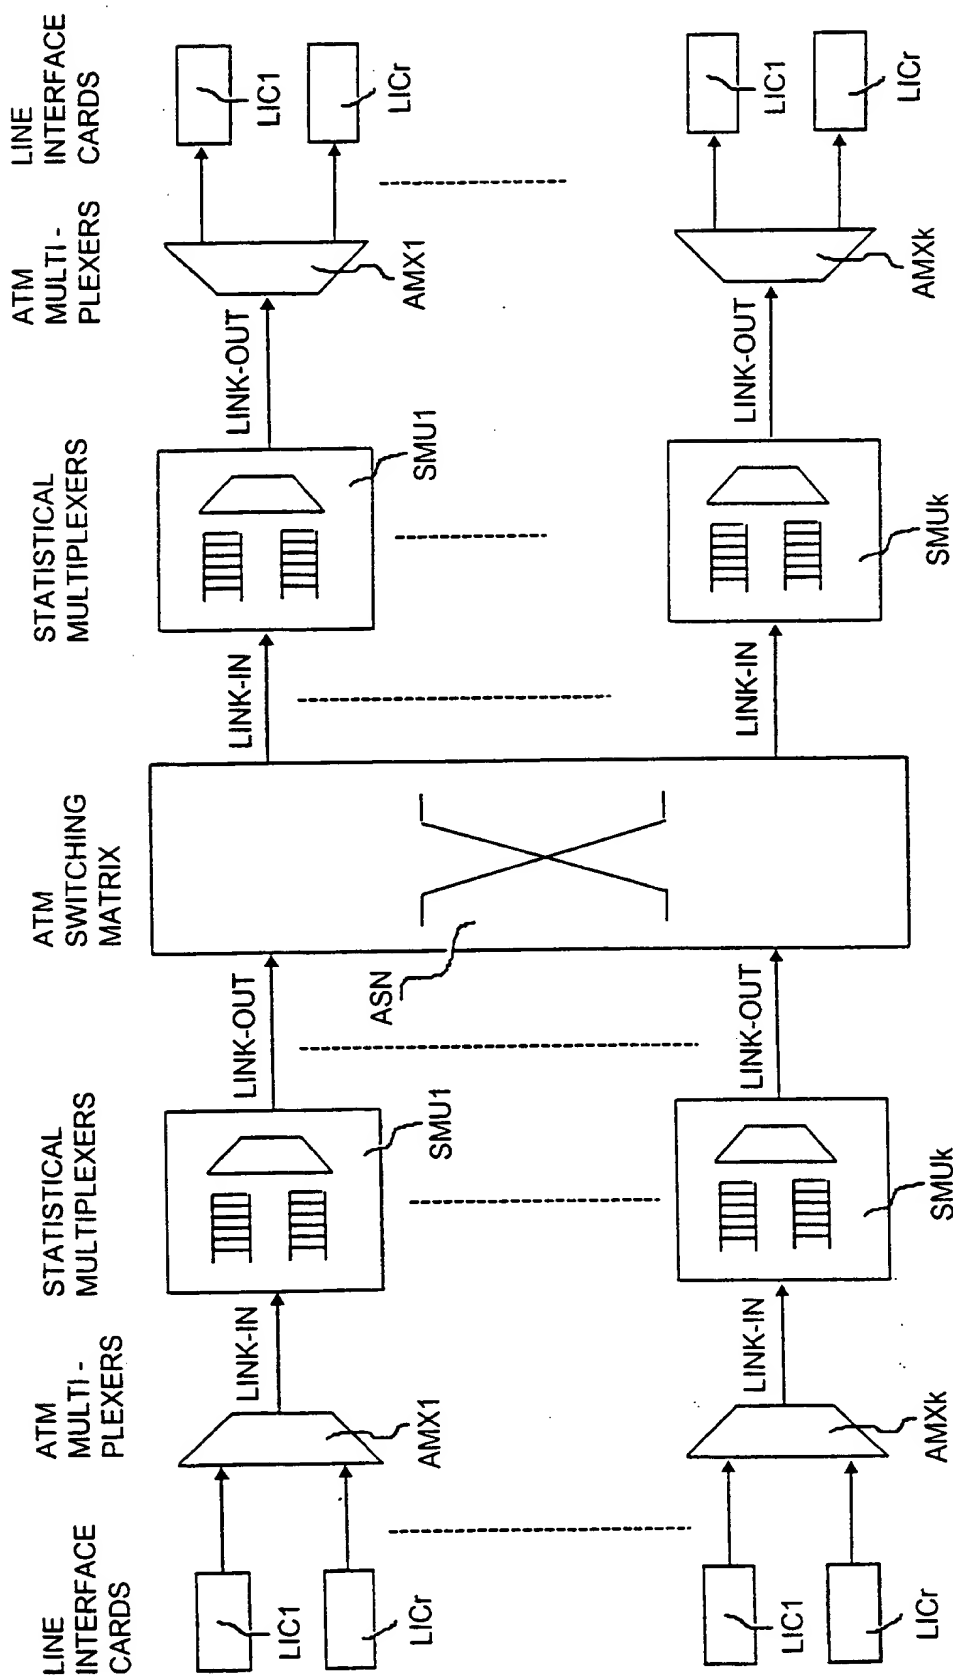 LINE
INTERFACE
CARDS
ATM
MULTI -
PLEXERS
STATISTICAL
MULTIPLEXERS
ATM
SWITCHING
MATRIX
STATISTICAL
MULTIPLEXERS
ATM
MULTI -
PLEXERS
LINE
INTERFACE
CARDS
LIC1
LICr
AMX1
LINK-IN
SMU1
LINK-OUT
ASN
LINK-IN
SMU1
LINK-OUT
AMX1
LIC1
LICr
LIC1
LICr
AMXk
LINK-IN
SMUk
LINK-OUT
LINK-IN
SMUk
LINK-OUT
AMXk
LIC1
LICr